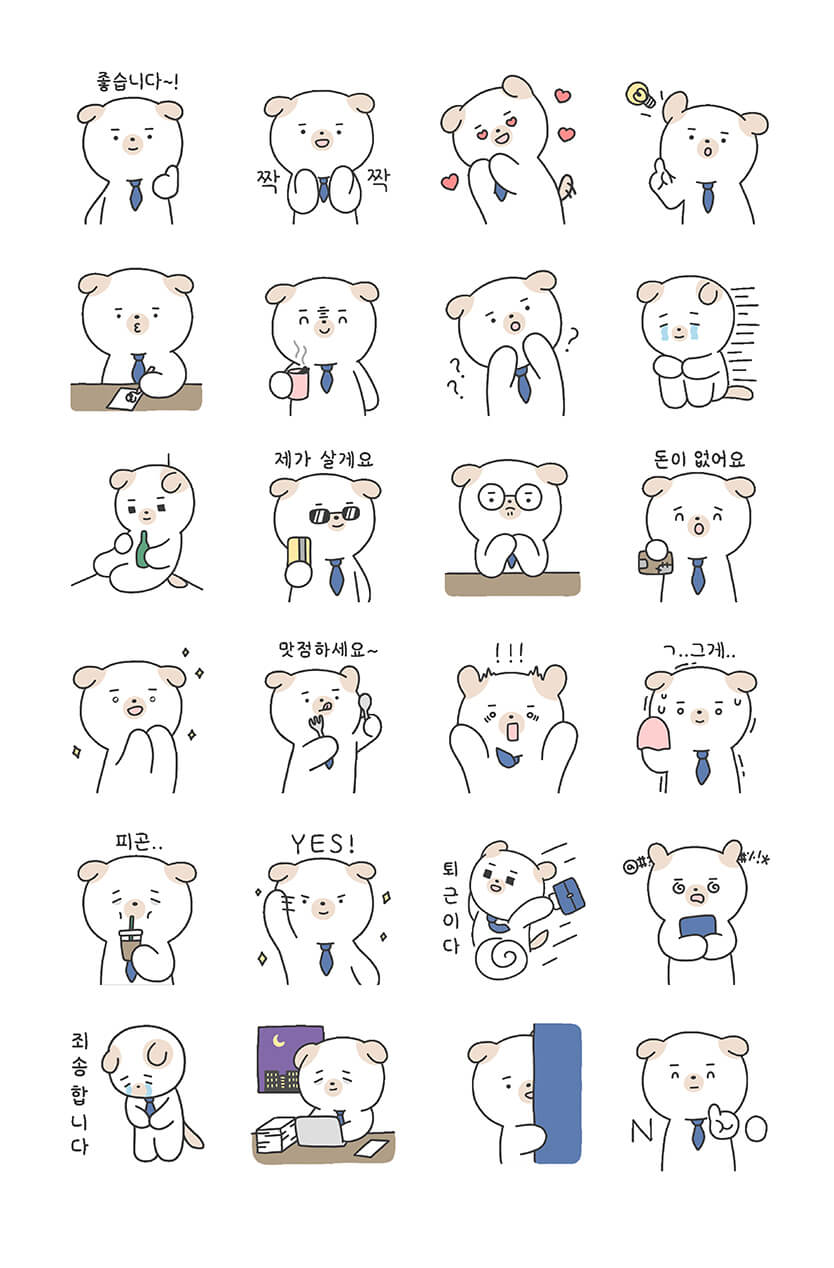 좋습니다~!
짝 짝
? ? ?
제가 살게요
돈이 없어요
맛점하세요~
!!!
ㄱ..그게..
피곤..
YES!
퇴근이다
@#% #%!*
죄송합니다
N O